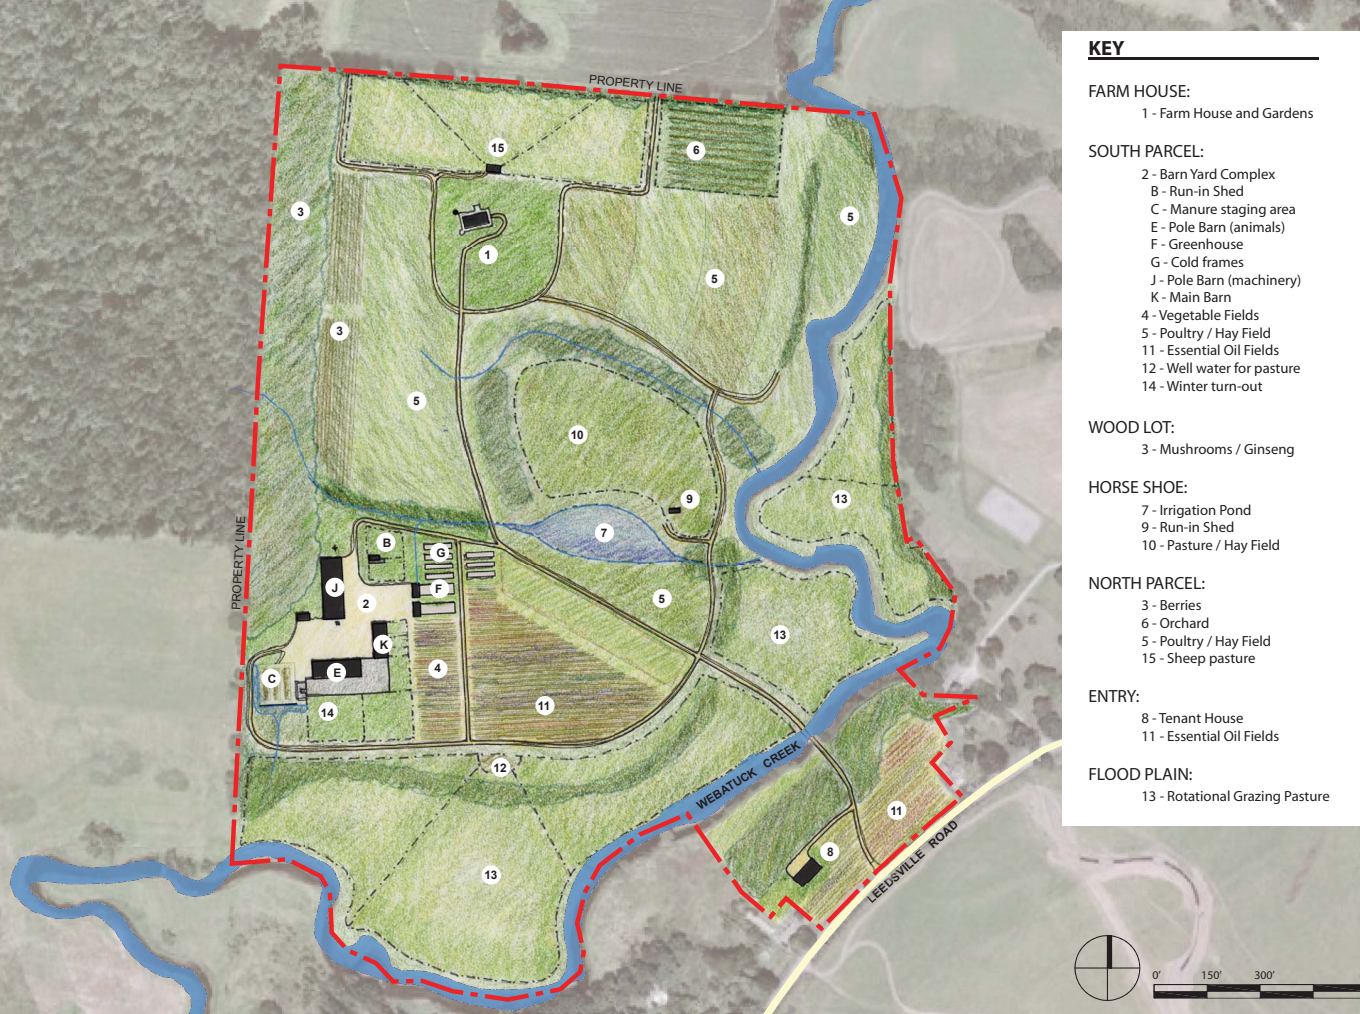 KEY
FARM HOUSE:
1 - Farm House and Gardens
SOUTH PARCEL:
2 - Barn Yard Complex
B - Run-in Shed
C - Manure staging area
E - Pole Barn (animals)
F - Greenhouse
G - Cold frames
J - Pole Barn (machinery)
K - Main Barn
4 - Vegetable Fields
5 - Poultry / Hay Field
11 - Essential Oil Fields
12 - Well water for pasture
14 - Winter turn-out
WOOD LOT:
3 - Mushrooms / Ginseng
HORSE SHOE:
7 - Irrigation Pond
9 - Run-in Shed
10 - Pasture / Hay Field
NORTH PARCEL:
3 - Berries
6 - Orchard
5 - Poultry / Hay Field
15 - Sheep pasture
ENTRY:
8 - Tenant House
11 - Essential Oil Fields
FLOOD PLAIN:
13 - Rotational Grazing Pasture
PROPERTY LINE
15
6
3
5
1
5
3
5
10
9
13
7
PROPERTY LINE
B
G
J
F
2
5
13
K
4
E
C
11
14
12
WEBATUCK CREEK
11
8
LEEDSVILLE ROAD
13
0'
150'
300'